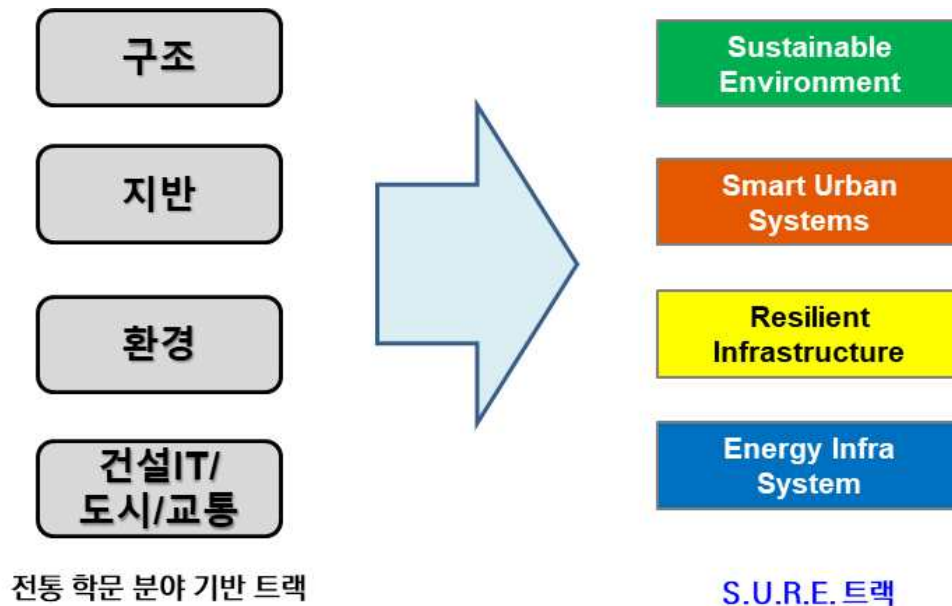 구조
지반
환경
건설IT/
도시/교통
전통 학문 분야 기반 트랙
Sustainable
Environment
Smart Urban
Systems
Resilient
Infrastructure
Energy Infra
System
S.U.R.E. 트랙